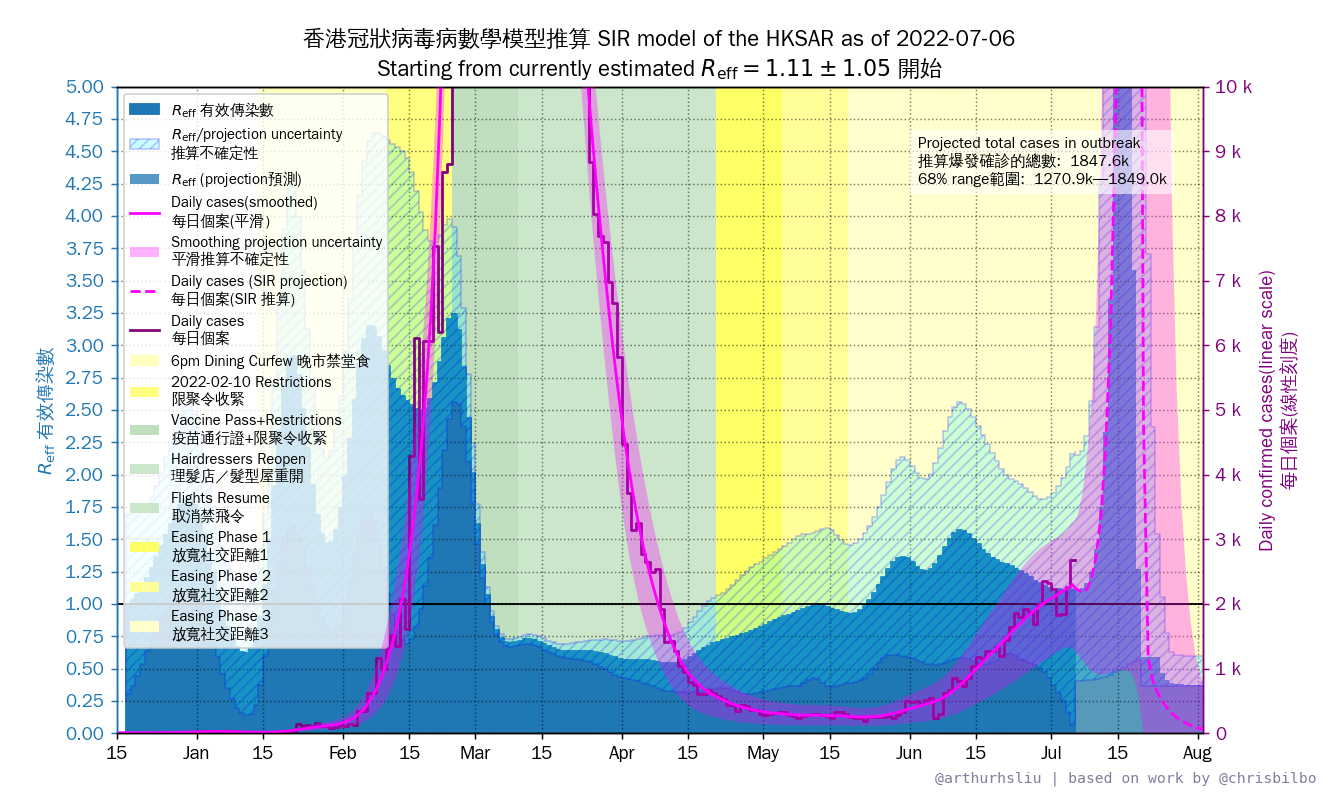 香港冠狀病毒病數學模型推算 SIR model of the HKSAR as of 2022-07-06
Starting from currently estimated Reff = 1.11 ± 1.05 開始
5.00
4.75
4.50
4.25
4.00
3.75
3.50
3.25
3.00
2.75
2.50
2.25
2.00
1.75
1.50
1.25
1.00
0.75
0.50
0.25
0.00
Reff 有效傳染數
Reff 有效傳染數
Reff/projection uncertainty
推算不確定性
Reff (projection預測)
Daily cases(smoothed)
每日個案(平滑)
Smoothing projection uncertainty
平滑推算不確定性
Daily cases (SIR projection)
每日個案(SIR 推算)
Daily cases
每日個案
6pm Dining Curfew 晚市禁堂食
2022-02-10 Restrictions
限聚令收緊
Vaccine Pass+Restrictions
疫苗通行證+限聚令收緊
Hairdressers Reopen
理髮店／髮型屋重開
Flights Resume
取消禁飛令
Easing Phase 1
放寬社交距離1
Easing Phase 2
放寬社交距離2
Easing Phase 3
放寬社交距離3
Projected total cases in outbreak
推算爆發確診的總數: 1847.6k
68% range範圍: 1270.9k—1849.0k
10 k
9 k
8 k
7 k
6 k
5 k
4 k
3 k
2 k
1 k
0
Daily confirmed cases(linear scale)
每日個案(線性刻度)
15 Jan 15 Feb 15 Mar 15 Apr 15 May 15 Jun 15 Jul 15 Aug
@arthurhsliu | based on work by @chrisbilbo